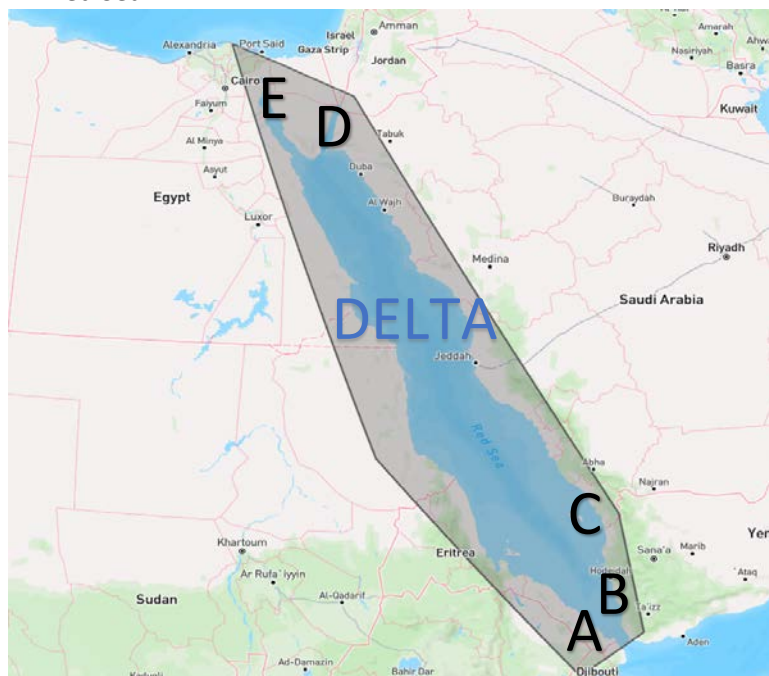 Alexandria
Port Said
Israel
Amman
Gaza Strip
Jordan
Cairo
Faiyum
Al Minya
Asyut
Egypt
Luxor
E
D
Tabuk
Duba
Al Wajh
Medina
Amarah
Nasiriyah
Basra
Ahw
Kuwait
Buraydah
Riyadh
Saudi Arabia
DELTA
Jeddah
Red Sea
Abha
Najran
C
Khartoum
Eritrea
Sana'a
Marib
Yer
Hodeidah
B
`Ataq
Ta'izz
Ar Rufa`iyyin
Al-Qadarif
Sudan
A
Aden
Ad-Damazin
Bahir Dar
Djibouti